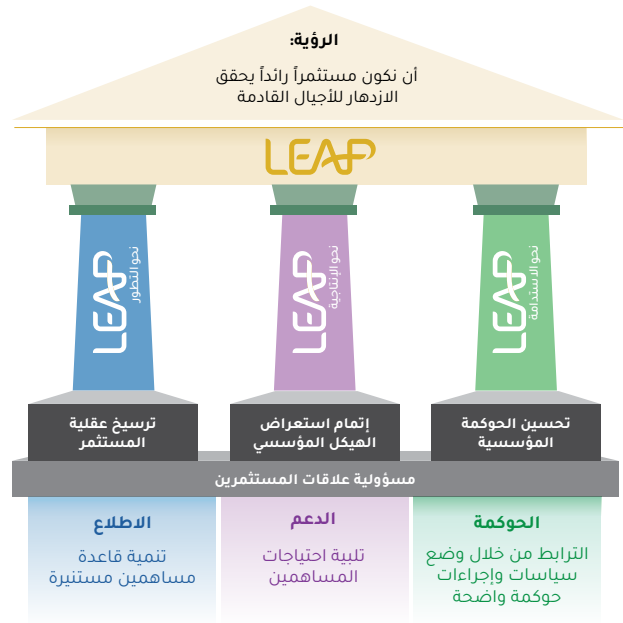 الرؤية:
أن نكون مستثمراً رائداً يحقق
الازدهار للأجيال القادمة
LEAP
LEAP نحو الاستدامة
LEAP نحو الإنتاجية
LEAP نحو التطور
تحسين الحوكمة
المؤسسية
إتمام استعراض
الهيكل المؤسسي
ترسيخ عقلية
المستثمر
مسؤولية علاقات المستثمرين
الحوكمة
الترابط من خلال وضع
سياسات وإجراءات
حوكمة واضحة
الدعم
تلبية احتياجات
المساهمين
الاطلاع
تنمية قاعدة
مساهمين مستنيرة